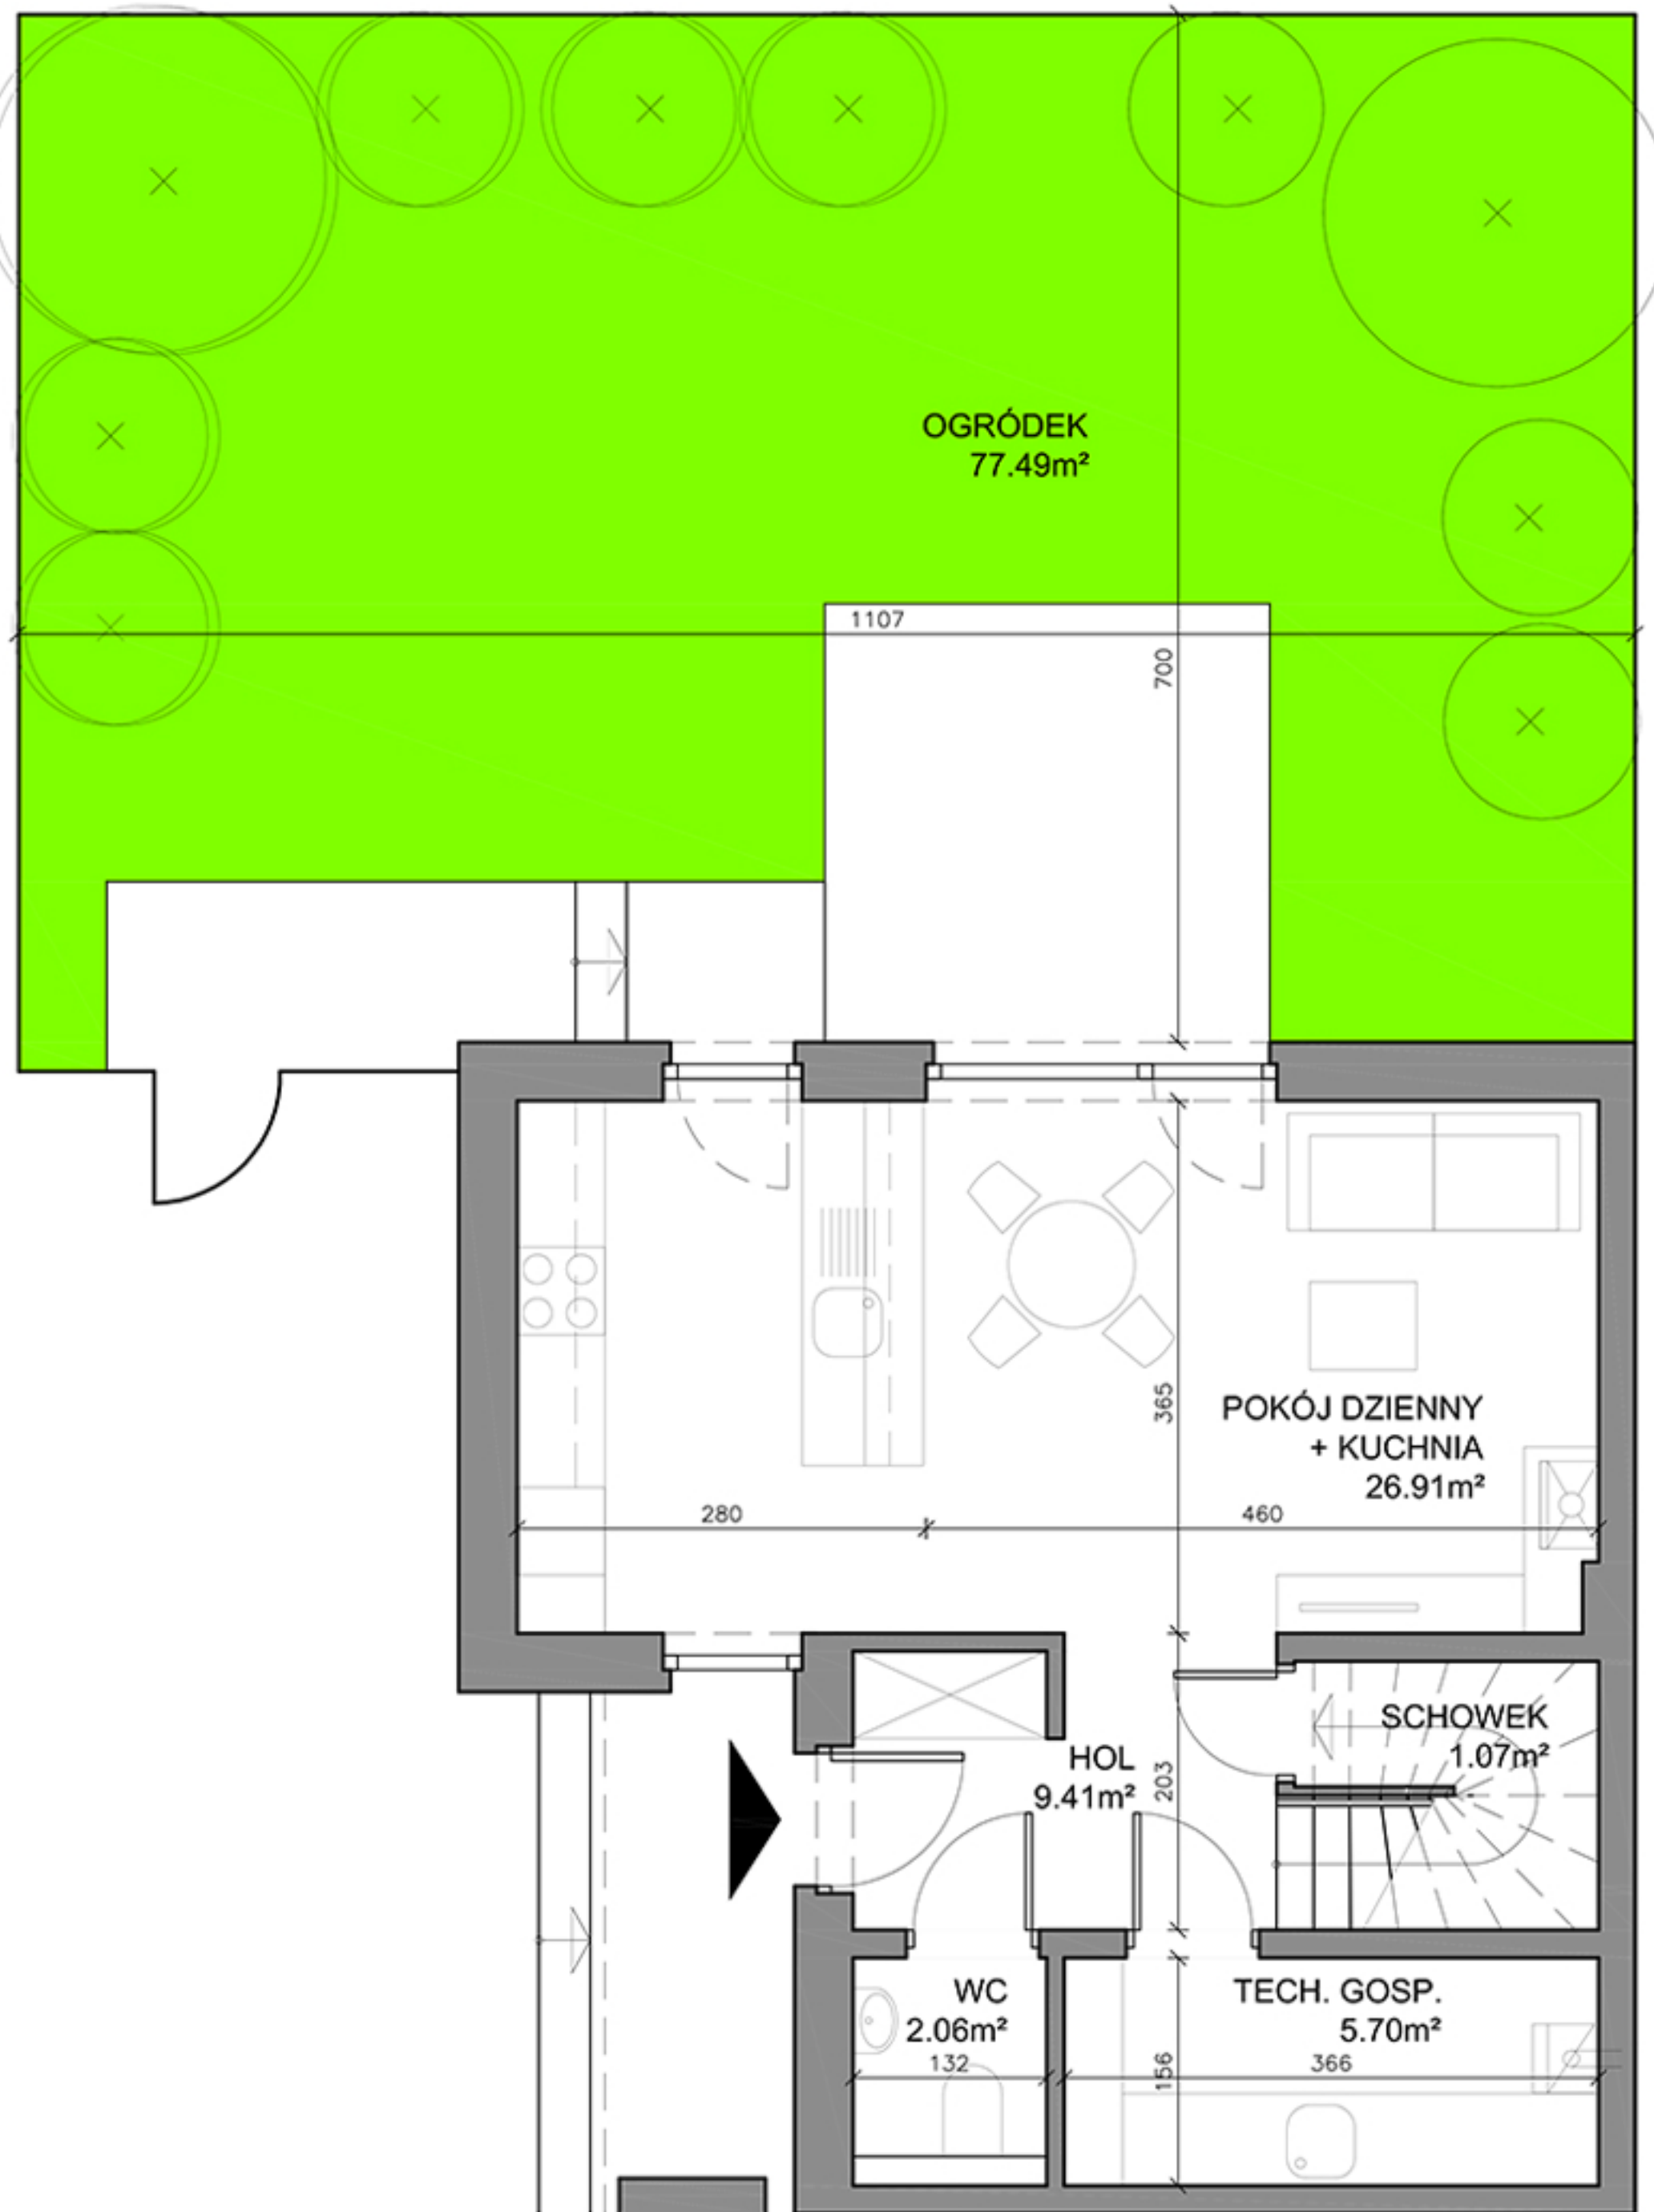 OGRÓDEK
77.49m²
1107
700
365
POKÓJ DZIENNY
+ KUCHNIA
26.91m²
280
460
SCHOWEK
1.07m²
HOL
9.41m²
203
WC
2.06m²
132
TECH. GOSP.
5.70m²
156
366